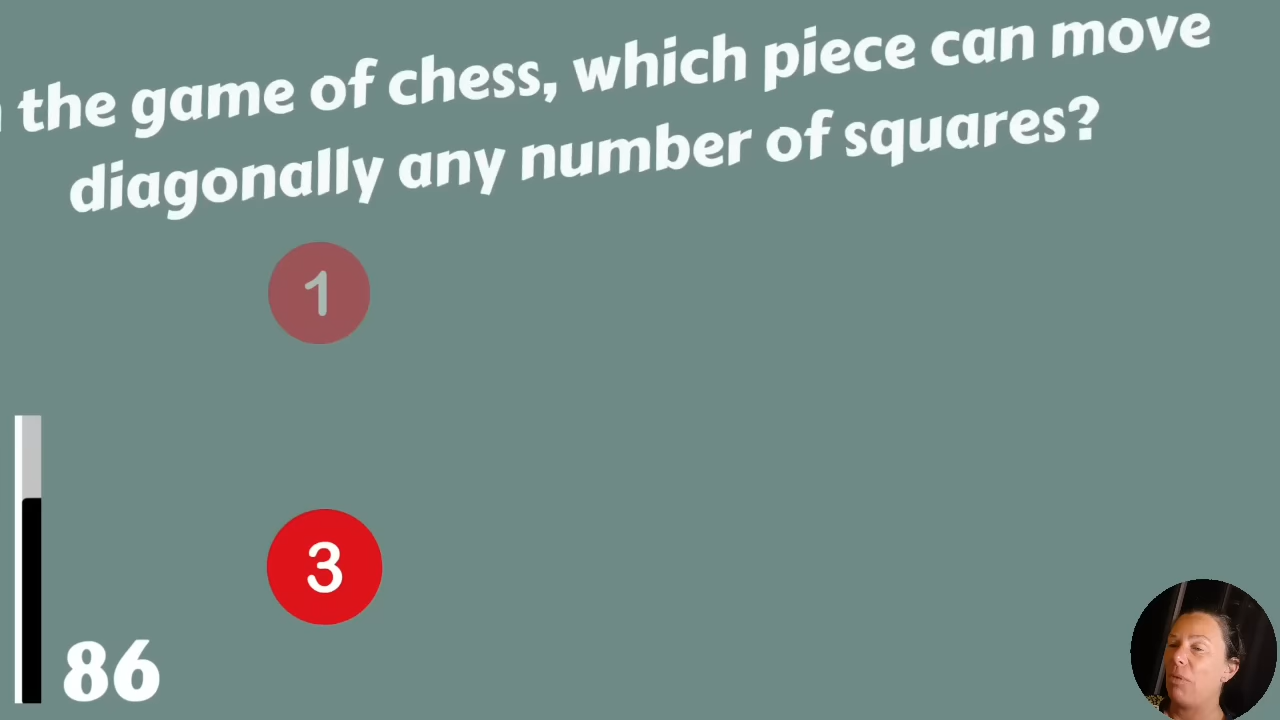 the game of chess, which piece can move
diagonally any number of squares?
1
3
86